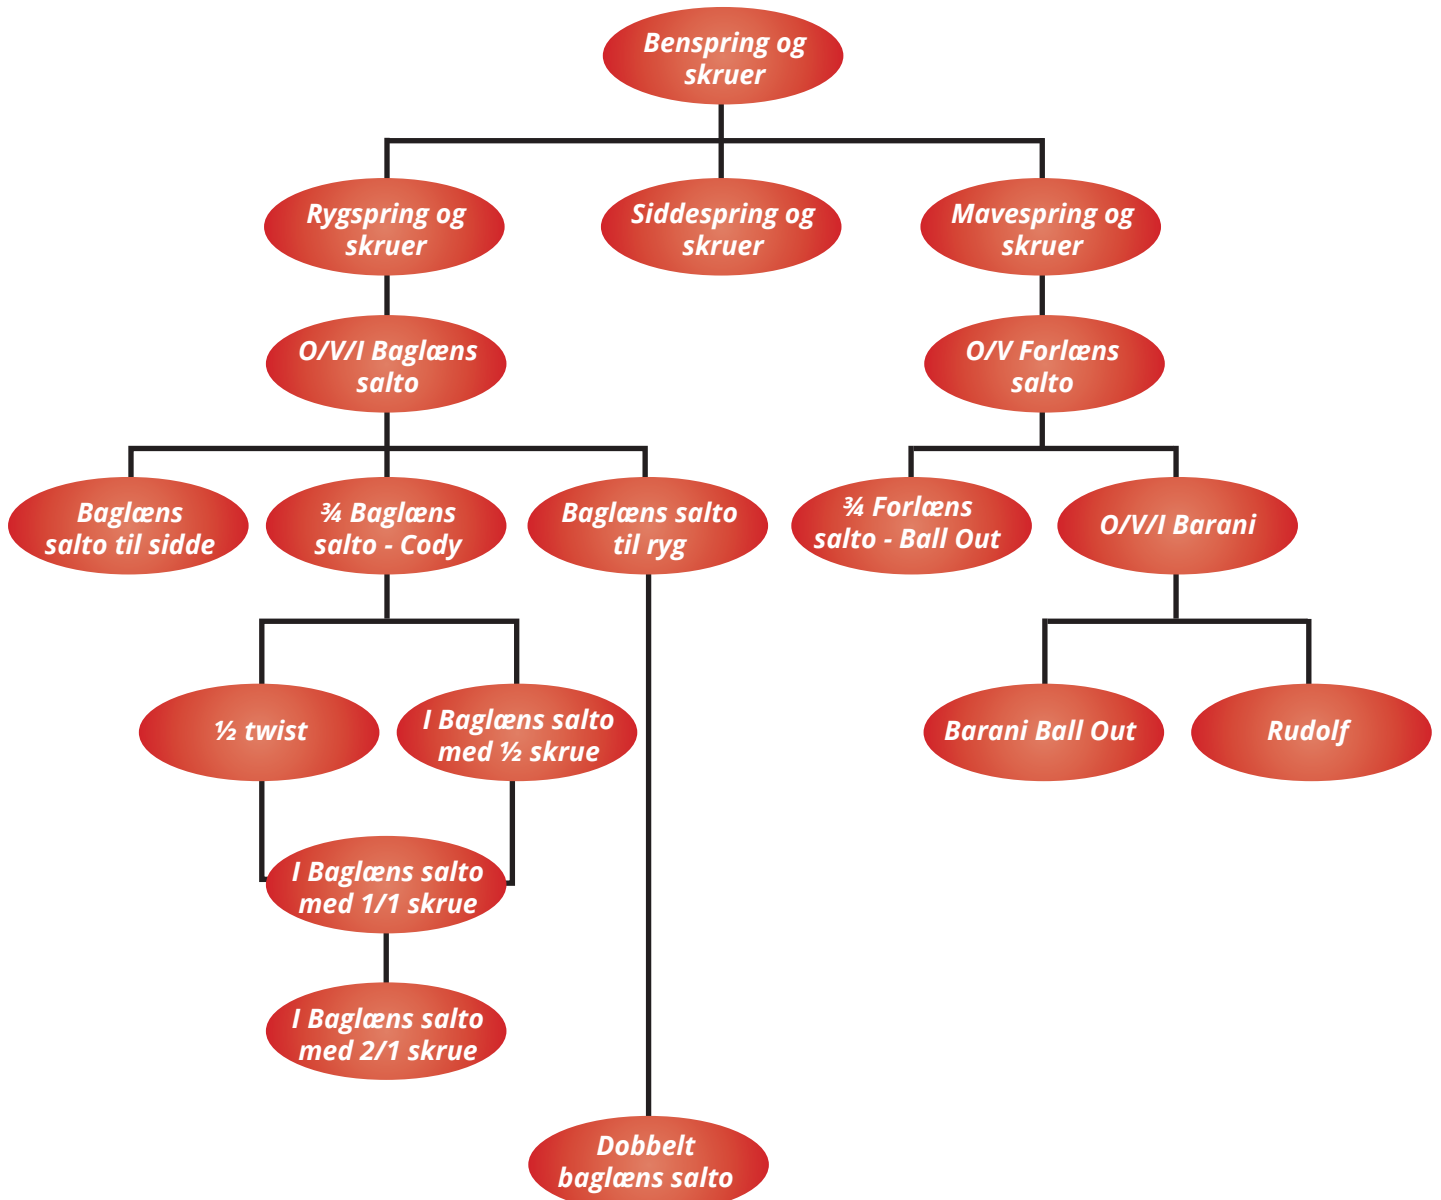 Benspring og
skruer
Rygspring og
skruer
Siddespring og
skruer
Mavespring og
skruer
O/V/I Baglæns
salto
O/V Forlæns
salto
Baglæns
salto til sidde
¾ Baglæns
salto - Cody
Baglæns salto
til ryg
¾ Forlæns
salto - Ball Out
O/V/I Barani
½ twist
I Baglæns salto
med ½ skrue
Barani Ball Out
Rudolf
I Baglæns salto
med 1/1 skrue
I Baglæns salto
med 2/1 skrue
Dobbelt
baglæns salto